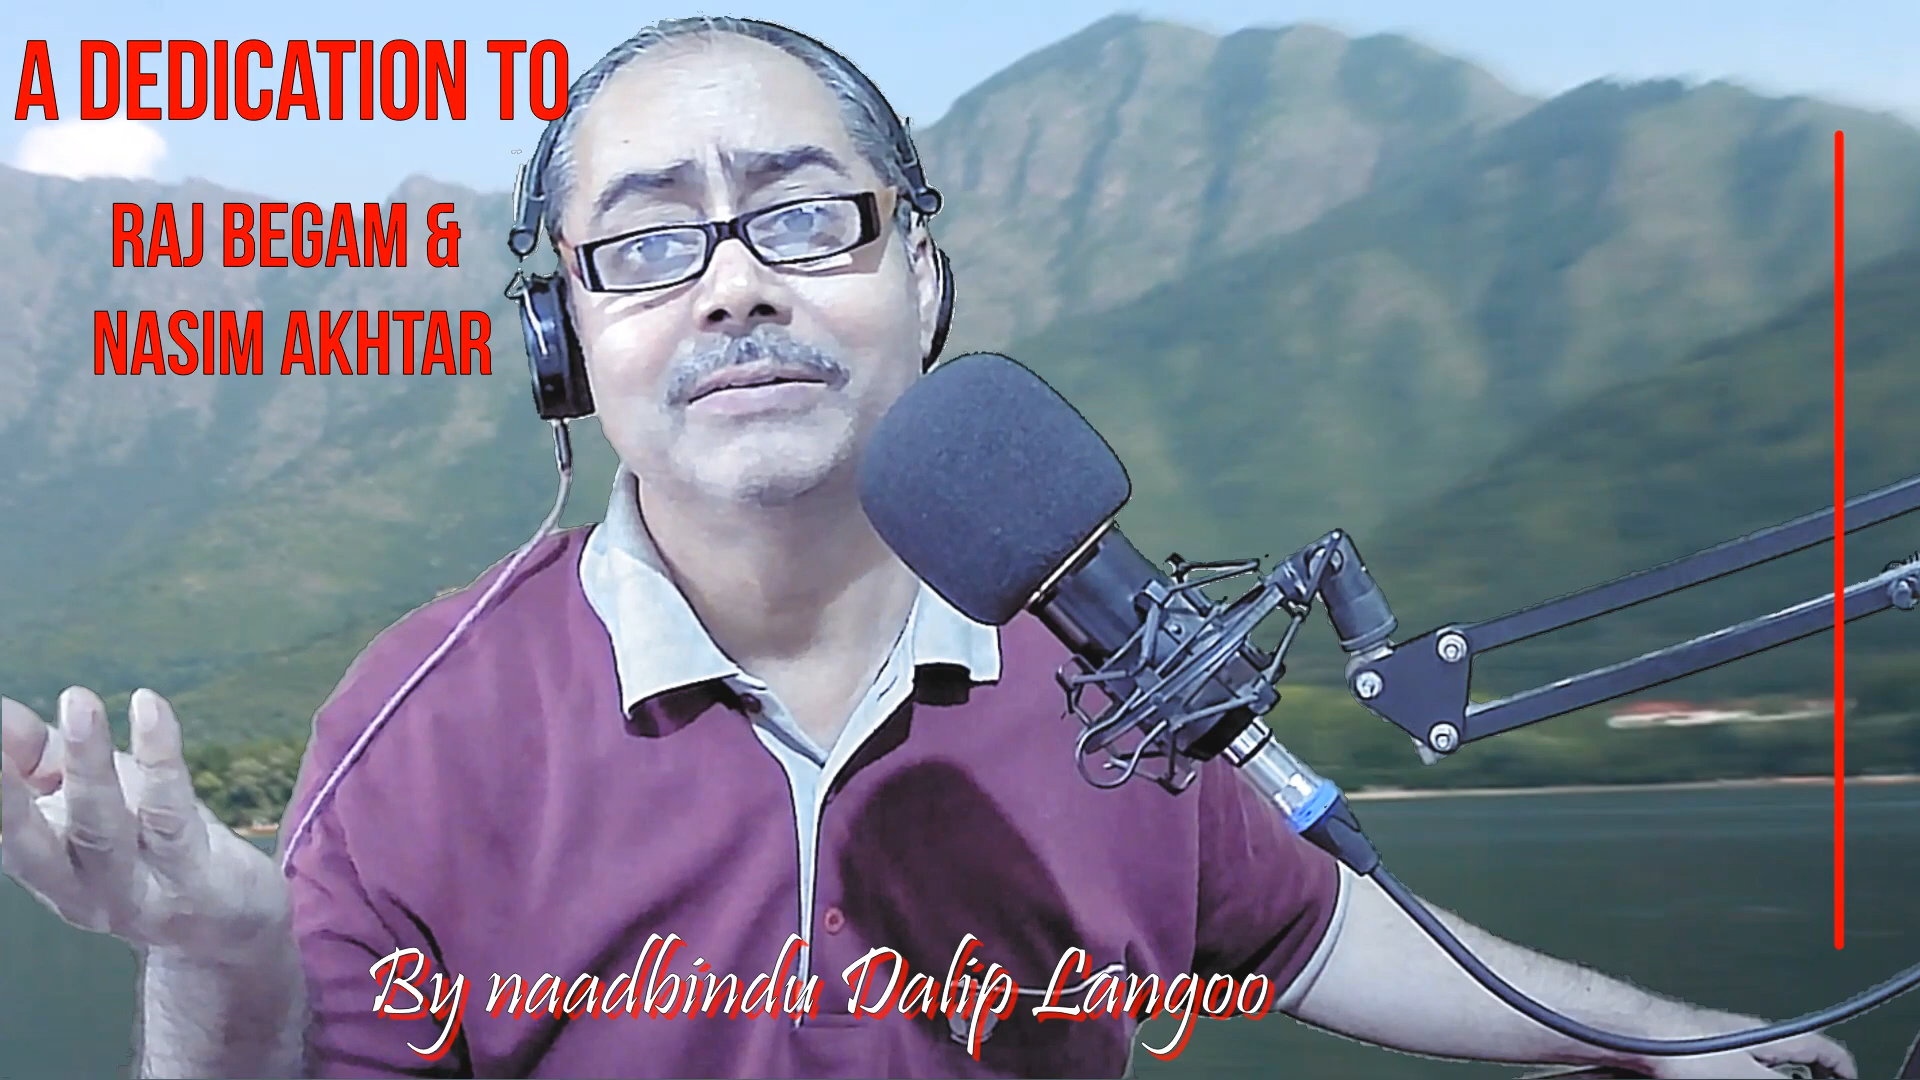 A DEDICATION TO
RAJ BEGAM &
NASIM AKHTAR
By naadbindu Dalip Langoo